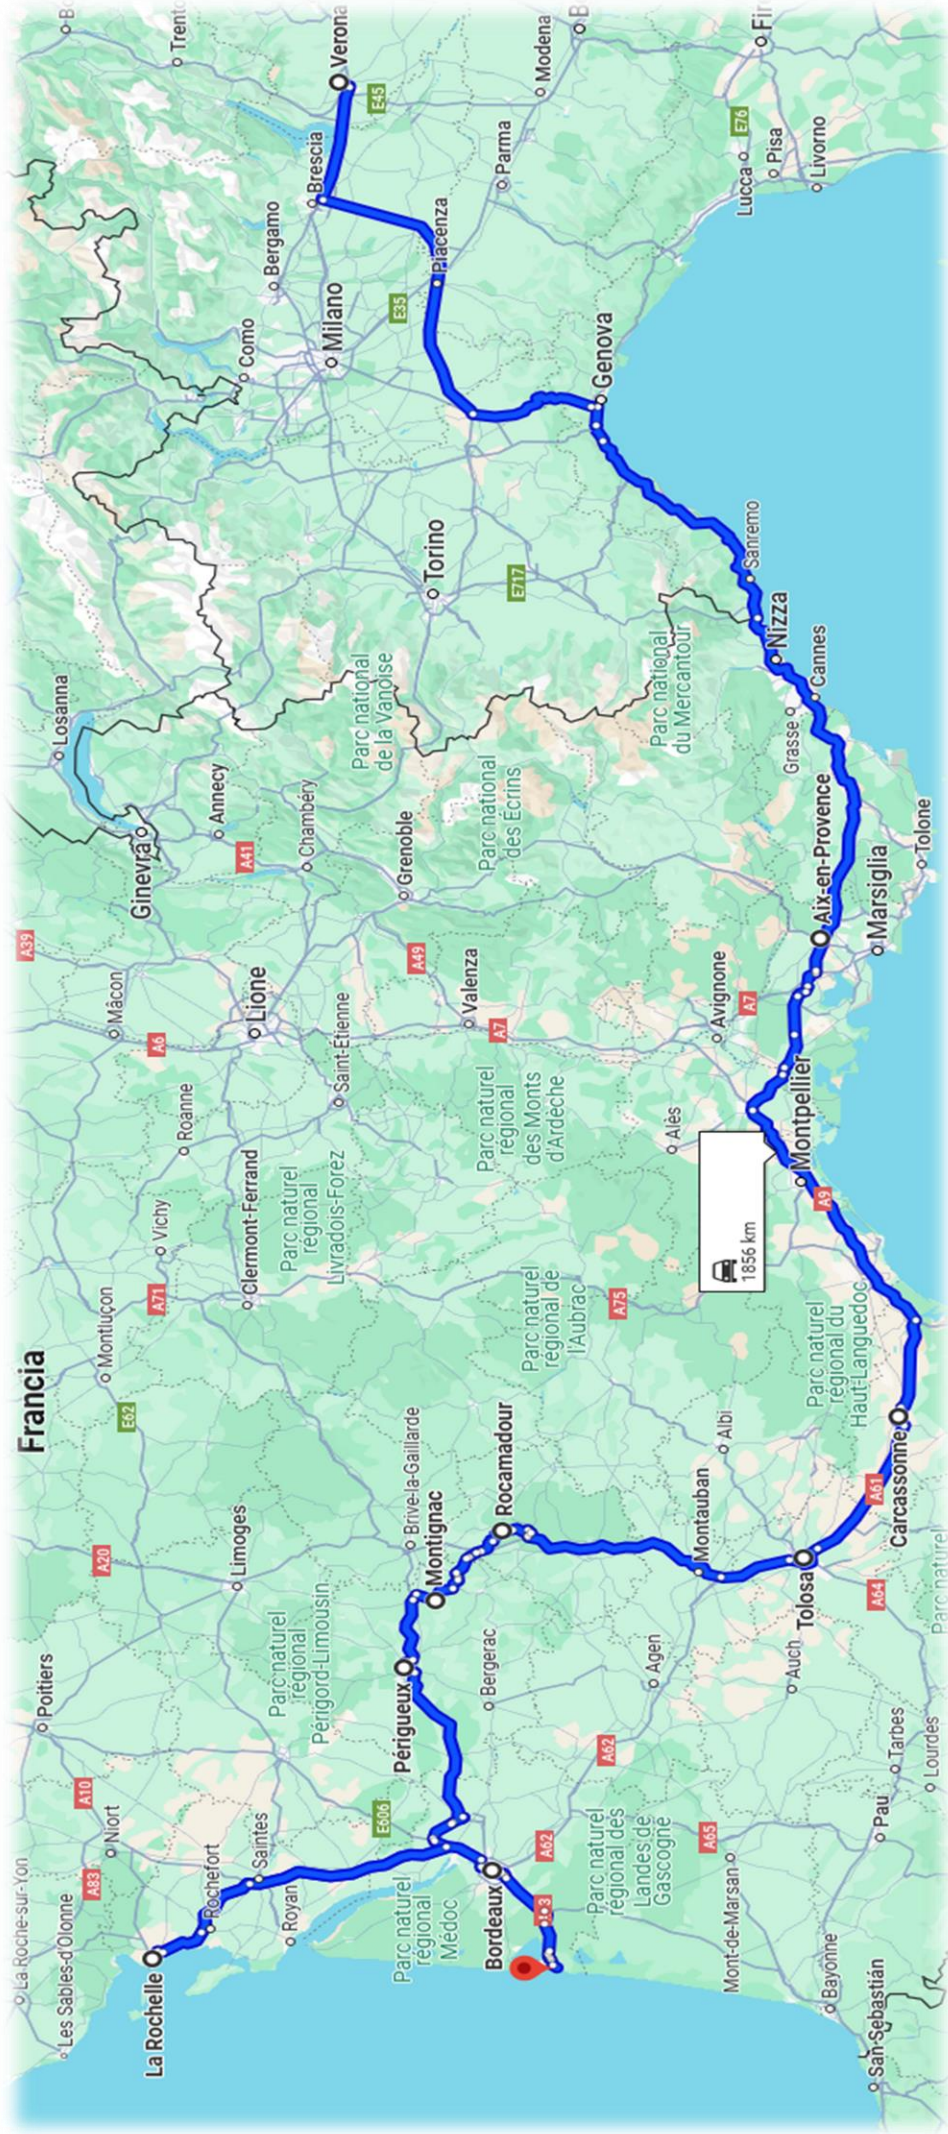 Francia
La Roche-sur-Yon
Les Sables-d'Olonne
A83
Niort
A10
Poitiers
A20
E62
Montluçon
A71
Vichy
Roanne
A6
Mâcon
A39
Ginevra
Losanna
Annecy
A41
Chambéry
Trento
La Rochelle
Rochefort
Saintes
Royan
Limoges
Clermont-Ferrand
Lione
Saint-Etienne
Como
Bergamo
Brescia
Verona
E45
Milano
Parc naturel
régional
Périgord-Limousin
Parc naturel
régional
Livradois-Forez
Parc national
de la Vanoise
E35
Piacenza
Parma
Modena
Parc naturel
régional
Médoc
E606
Périgueux
Montignac
Brive-la-Gaillarde
Rocamadour
Bergerac
Grenoble
A49
Valenza
A7
Torino
E717
Parc national
des Écrins
Parc naturel
régional
des Monts
d'Ardèche
Parc naturel
régional de
l'Aubrac
A75
Bordeaux
A62
Parc naturel
régional des
Landes de
Gascogne
A62
Agen
Genova
Parc national
du Mercantour
Alès
Avignone
A7
1856 km
Montauban
Albi
A65
Mont-de-Marsan
Auch
Tolosa
Parc naturel
régional du
Haut-Languedoc
Montpellier
A9
Aix-en-Provence
Marsiglia
Tolone
Grasse
Cannes
Nizza
Sanremo
E76
Lucca
Pisa
Livorno
Bayonne
San Sebastián
Pau
Tarbes
Lourdes
A64
A61
Carcassonne
Parc naturel